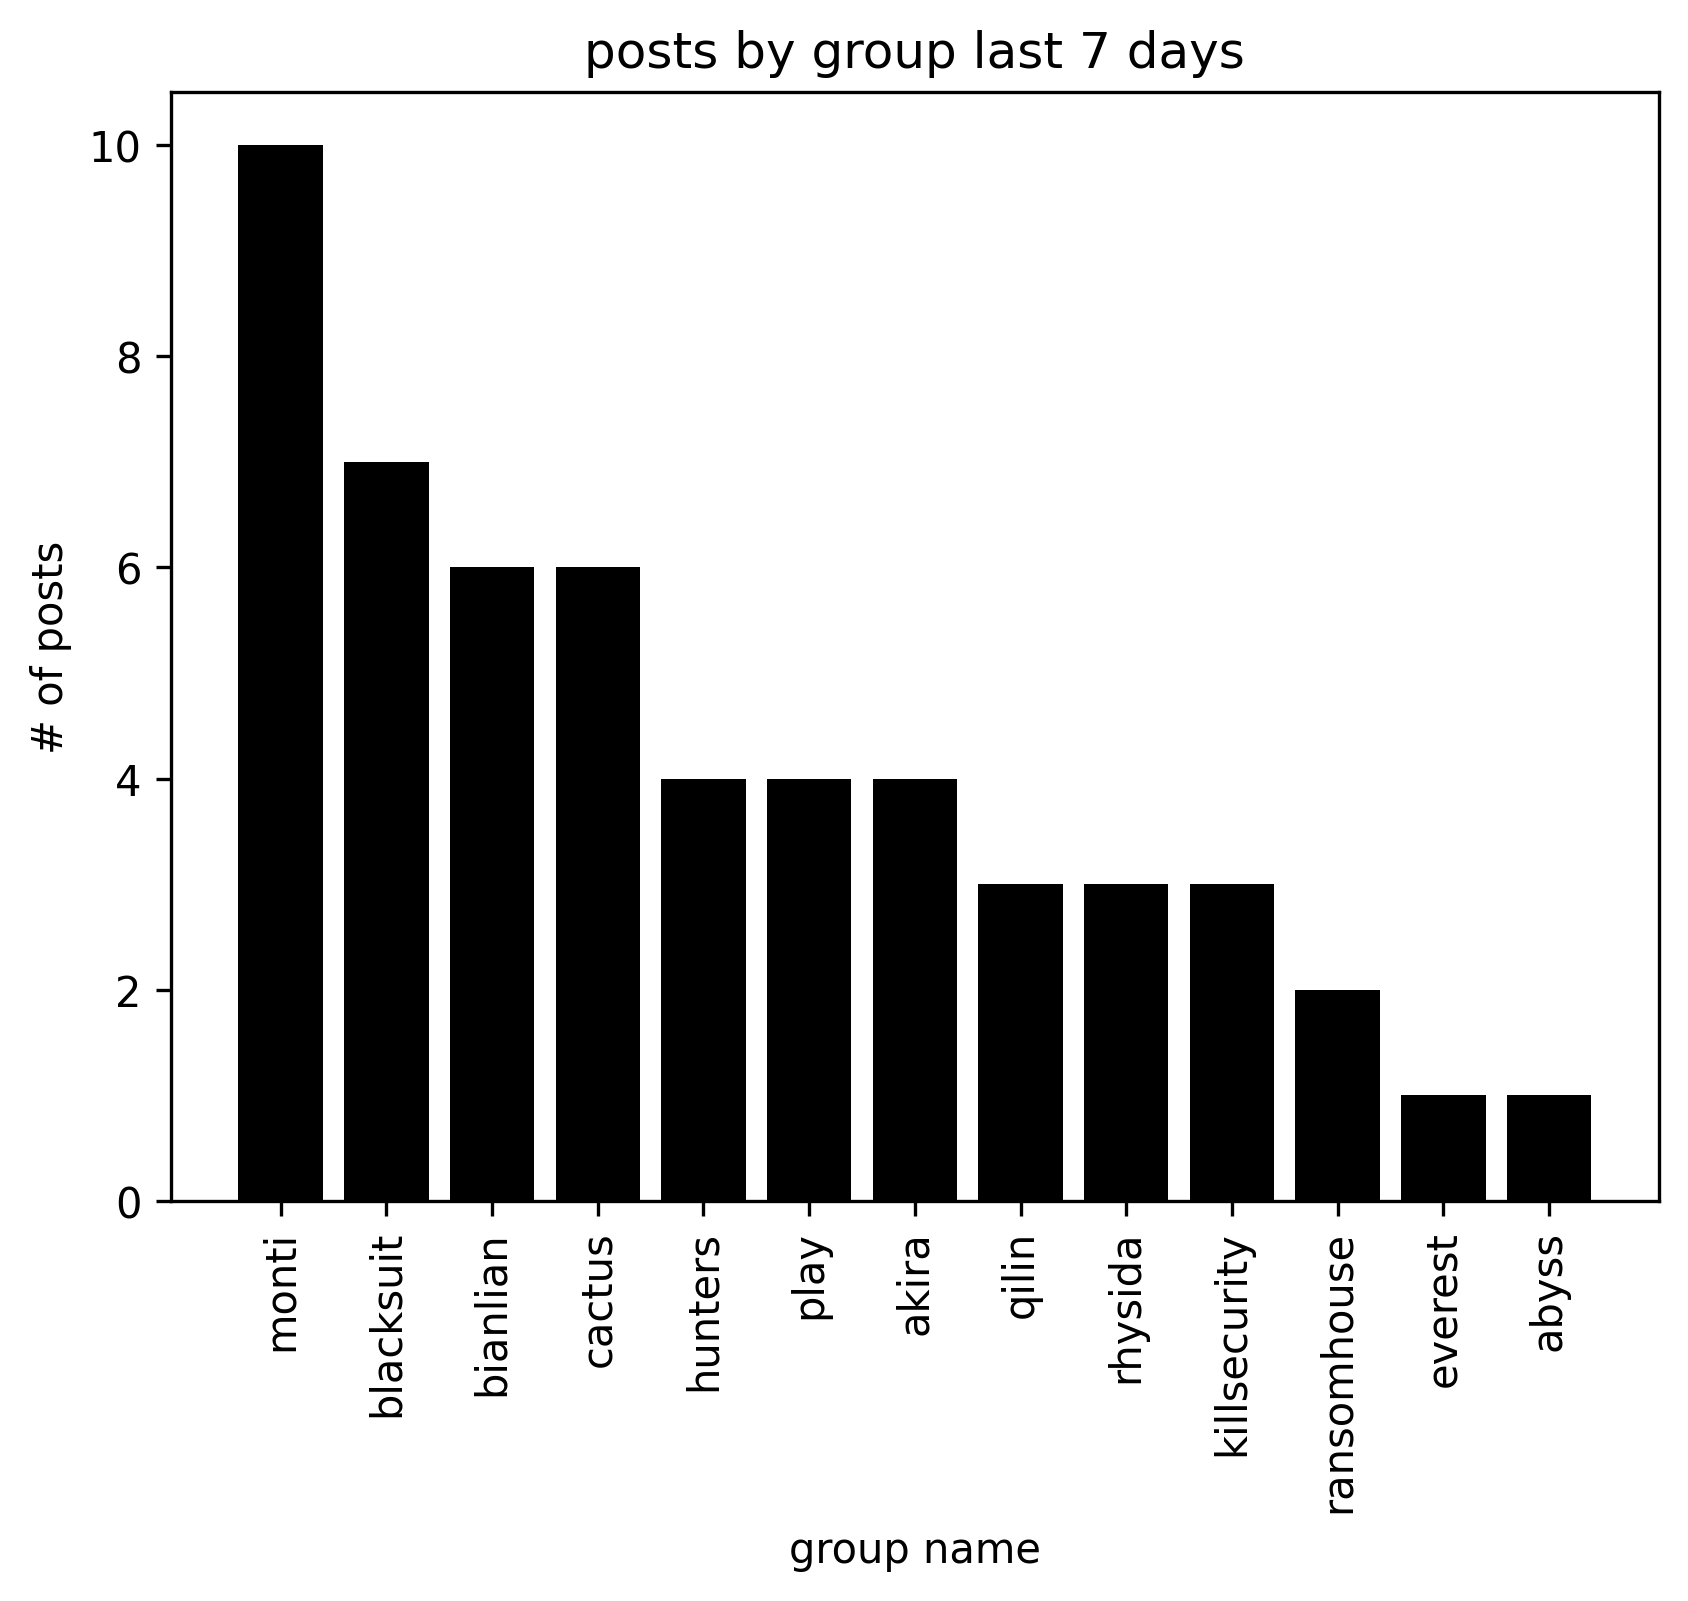 posts by group last 7 days
10
8
6
4
2
0
# of posts
monti
blacksuit
bianlian
cactus
hunters
play
akira
qilin
rhysida
killsecurity
ransomhouse
everest
abyss
group name